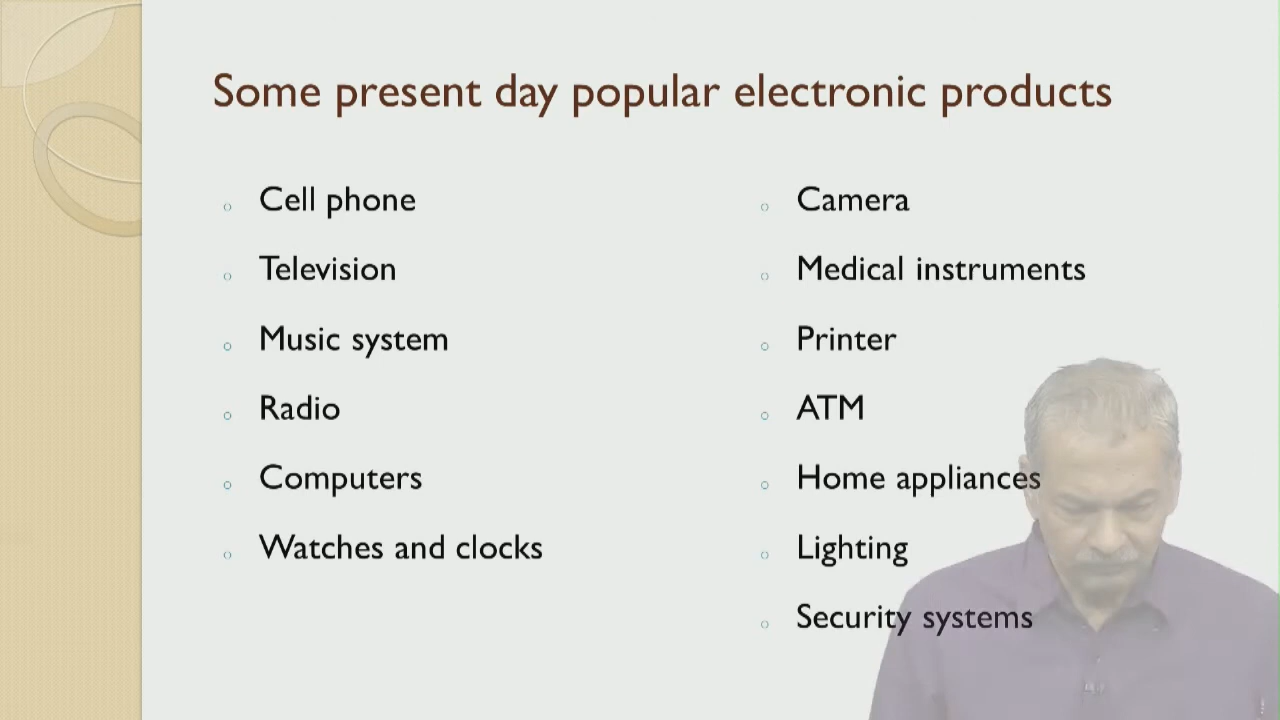 Some present day popular electronic products
Cell phone
Television
Music system
Radio
Computers
Watches and clocks
Camera
Medical instruments
Printer
ATM
Home appliances
Lighting
Security systems